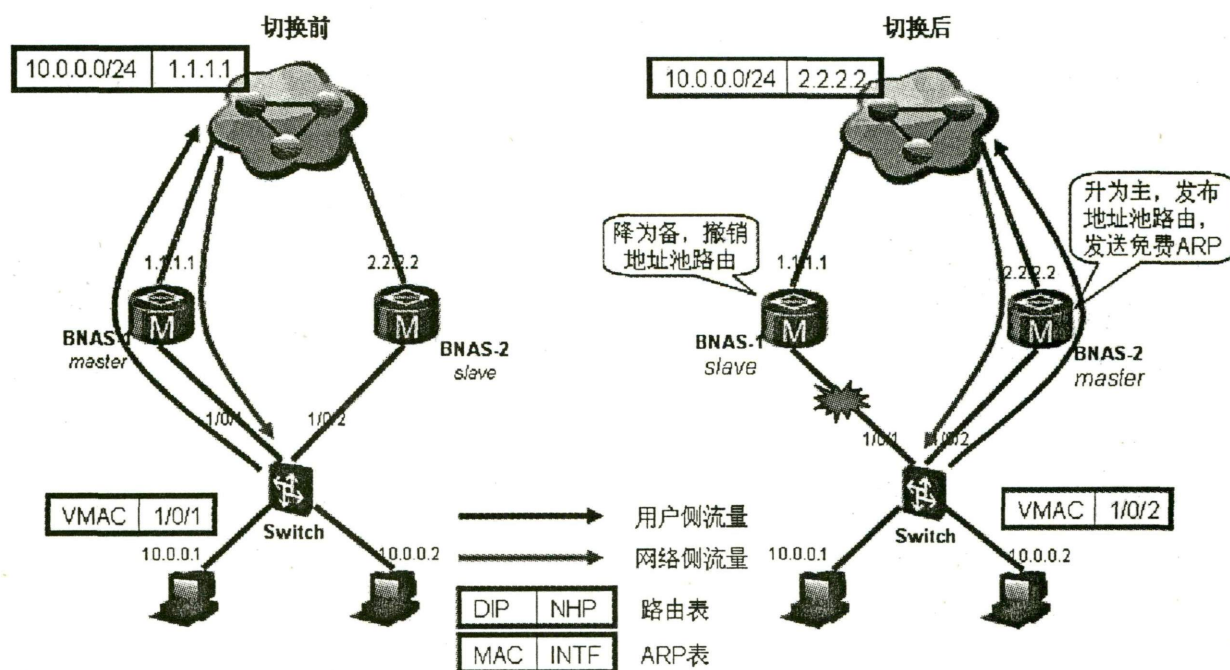 切换前
10.0.0.0/24 1.1.1.1
1.1.1.1
2.2.2.2
BNAS-1
master
M
M
BNAS-2
slave
1/0/1
1/0/2
VMAC 1/0/1
Switch
10.0.0.1
10.0.0.2
切换后
10.0.0.0/24 2.2.2.2
降为备，撤销
地址池路由
升为主，发布
地址池路由，
发送免费ARP
1.1.1.1
2.2.2.2
M
M
BNAS-1
slave
BNAS-2
master
1/0/1
1/0/2
VMAC 1/0/2
Switch
10.0.0.1
10.0.0.2
用户侧流量
网络侧流量
DIP NHP 路由表
MAC INTF ARP表